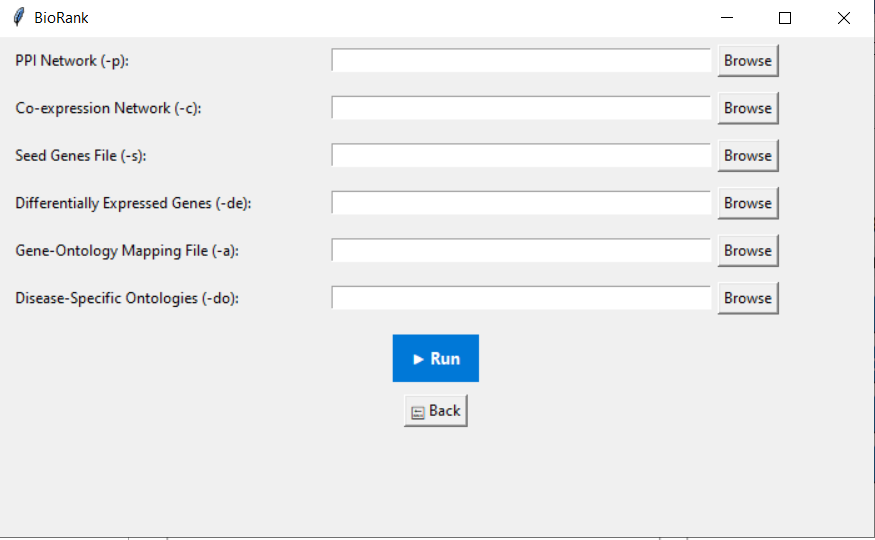 BioRank
PPI Network (-p): Browse
Co-expression Network (-c): Browse
Seed Genes File (-s): Browse
Differentially Expressed Genes (-de): Browse
Gene-Ontology Mapping File (-a): Browse
Disease-Specific Ontologies (-do): Browse
► Run
Back